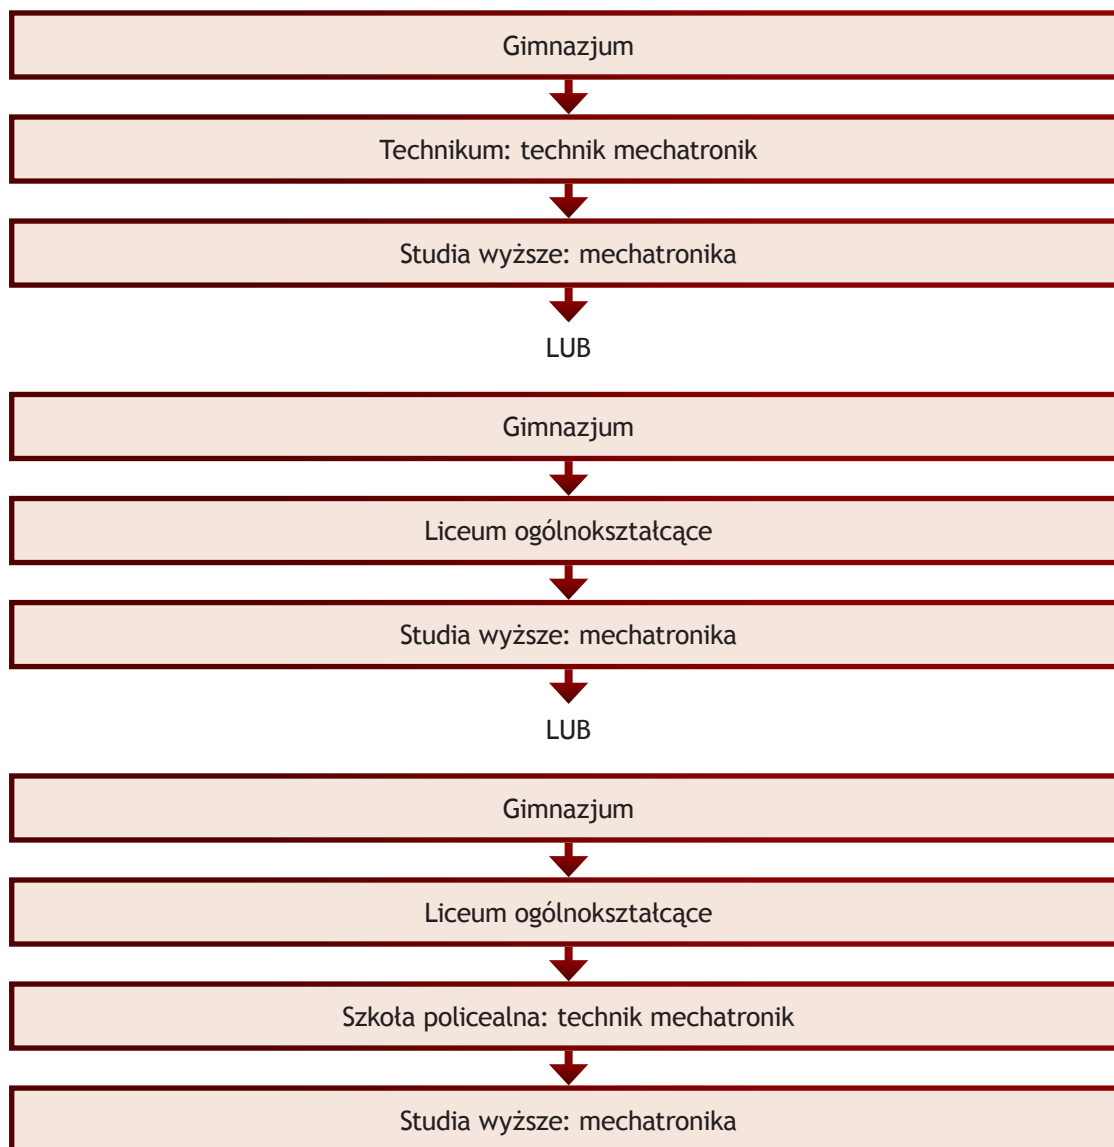 Gimnazjum
Technikum: technik mechatronik
Studia wyższe: mechatronika
LUB
Gimnazjum
Liceum ogólnokształcące
Studia wyższe: mechatronika
LUB
Gimnazjum
Liceum ogólnokształcące
Szkoła policealna: technik mechatronik
Studia wyższe: mechatronika